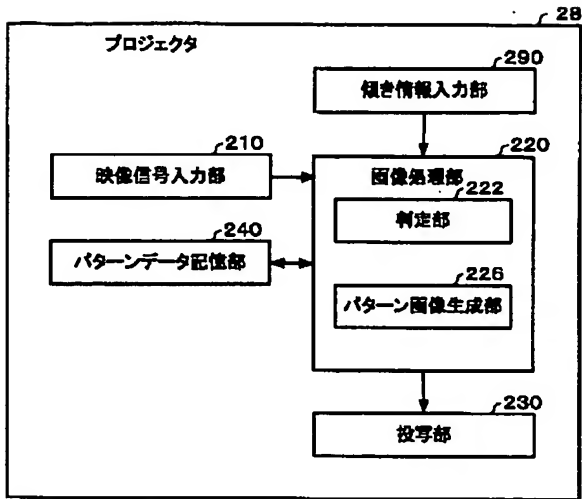 28
プロジェクタ
290
傾き情報入力部
210
映像信号入力部
220
画像処理部
222
判定部
240
パターンデータ記憶部
226
パターン画像生成部
230
投写部